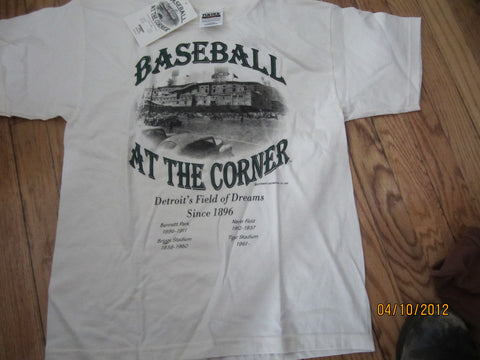 BASEBALL
BASEBALL
AT THE CORNER
Detroit's Field of Dreams
Since 1896
Bennett Park
1896-1911
Navin Field
1912-1937
Briggs Stadium
1938-1960
Tiger Stadium
1961-
04/10/2012